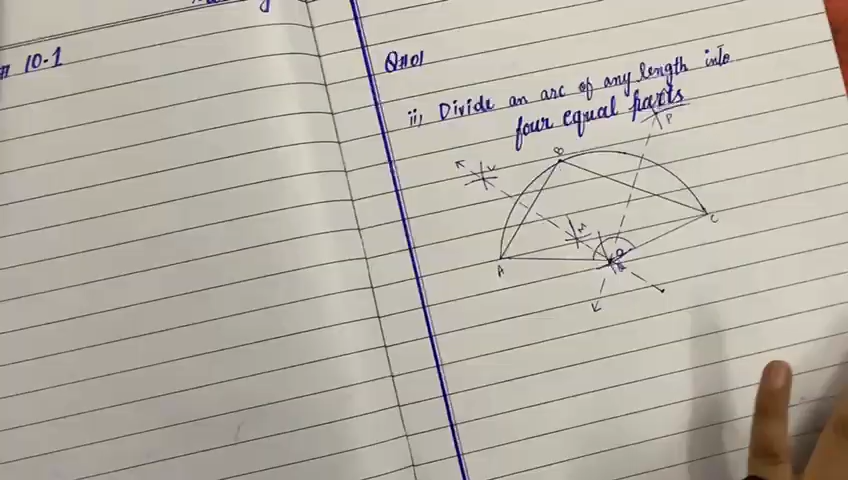 10-1
Q#01
ii, Divide an arc of any length into
four equal parts
P
B
C
A